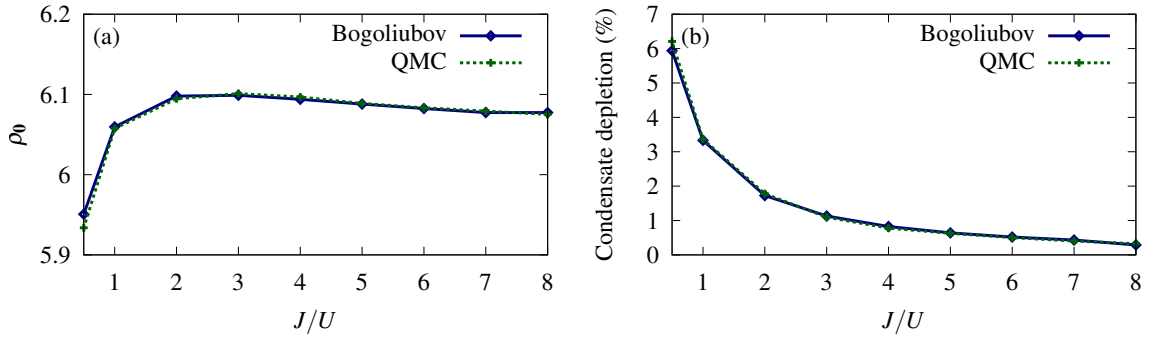 (a)
Bogoliubov
QMC
6.2
6.1
6
5.9
ρ0
1 2 3 4 5 6 7 8
J/U
(b)
Bogoliubov
QMC
7
6
5
4
3
2
1
0
Condensate depletion (%)
1 2 3 4 5 6 7 8
J/U